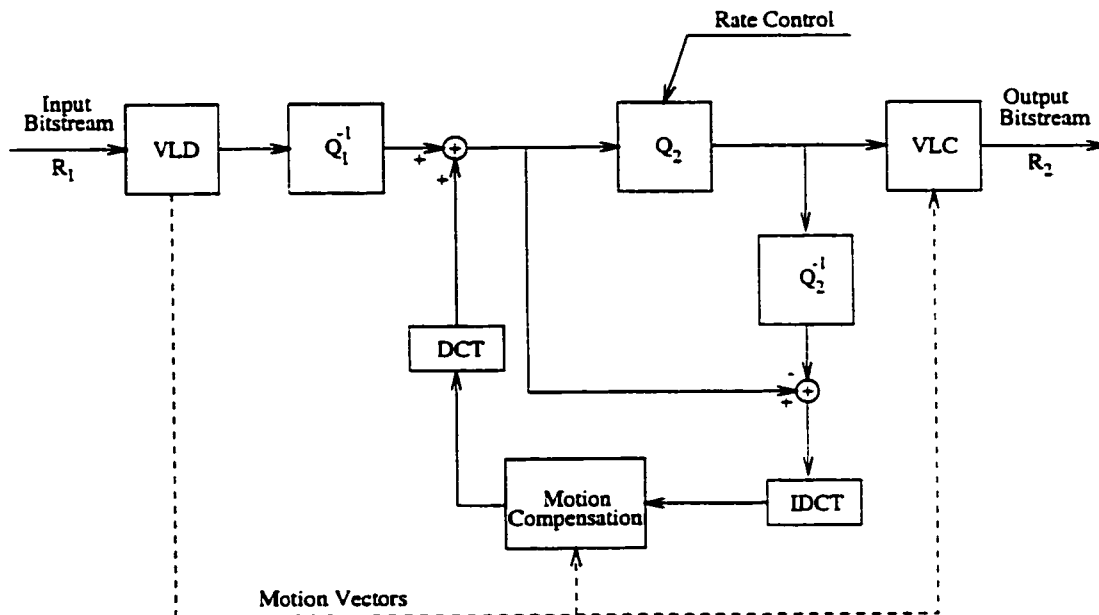 Rate Control
Input
Bitstream
R1
VLD
Q1^-1
+
+
+
Q2
VLC
Output
Bitstream
R2
Q2^-1
DCT
-
+
+
Motion
Compensation
IDCT
Motion Vectors